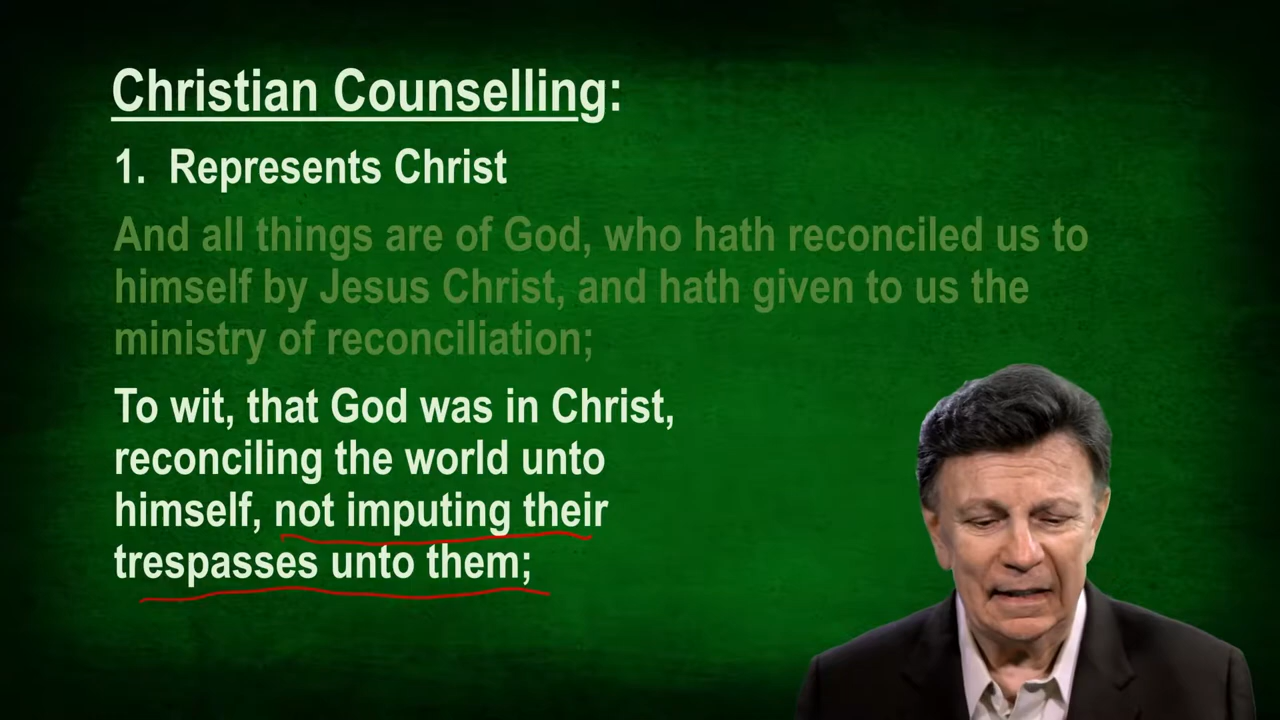 Christian Counselling:
1. Represents Christ
And all things are of God, who hath reconciled us to
himself by Jesus Christ, and hath given to us the
ministry of reconciliation;
To wit, that God was in Christ,
reconciling the world unto
himself, not imputing their
trespasses unto them;